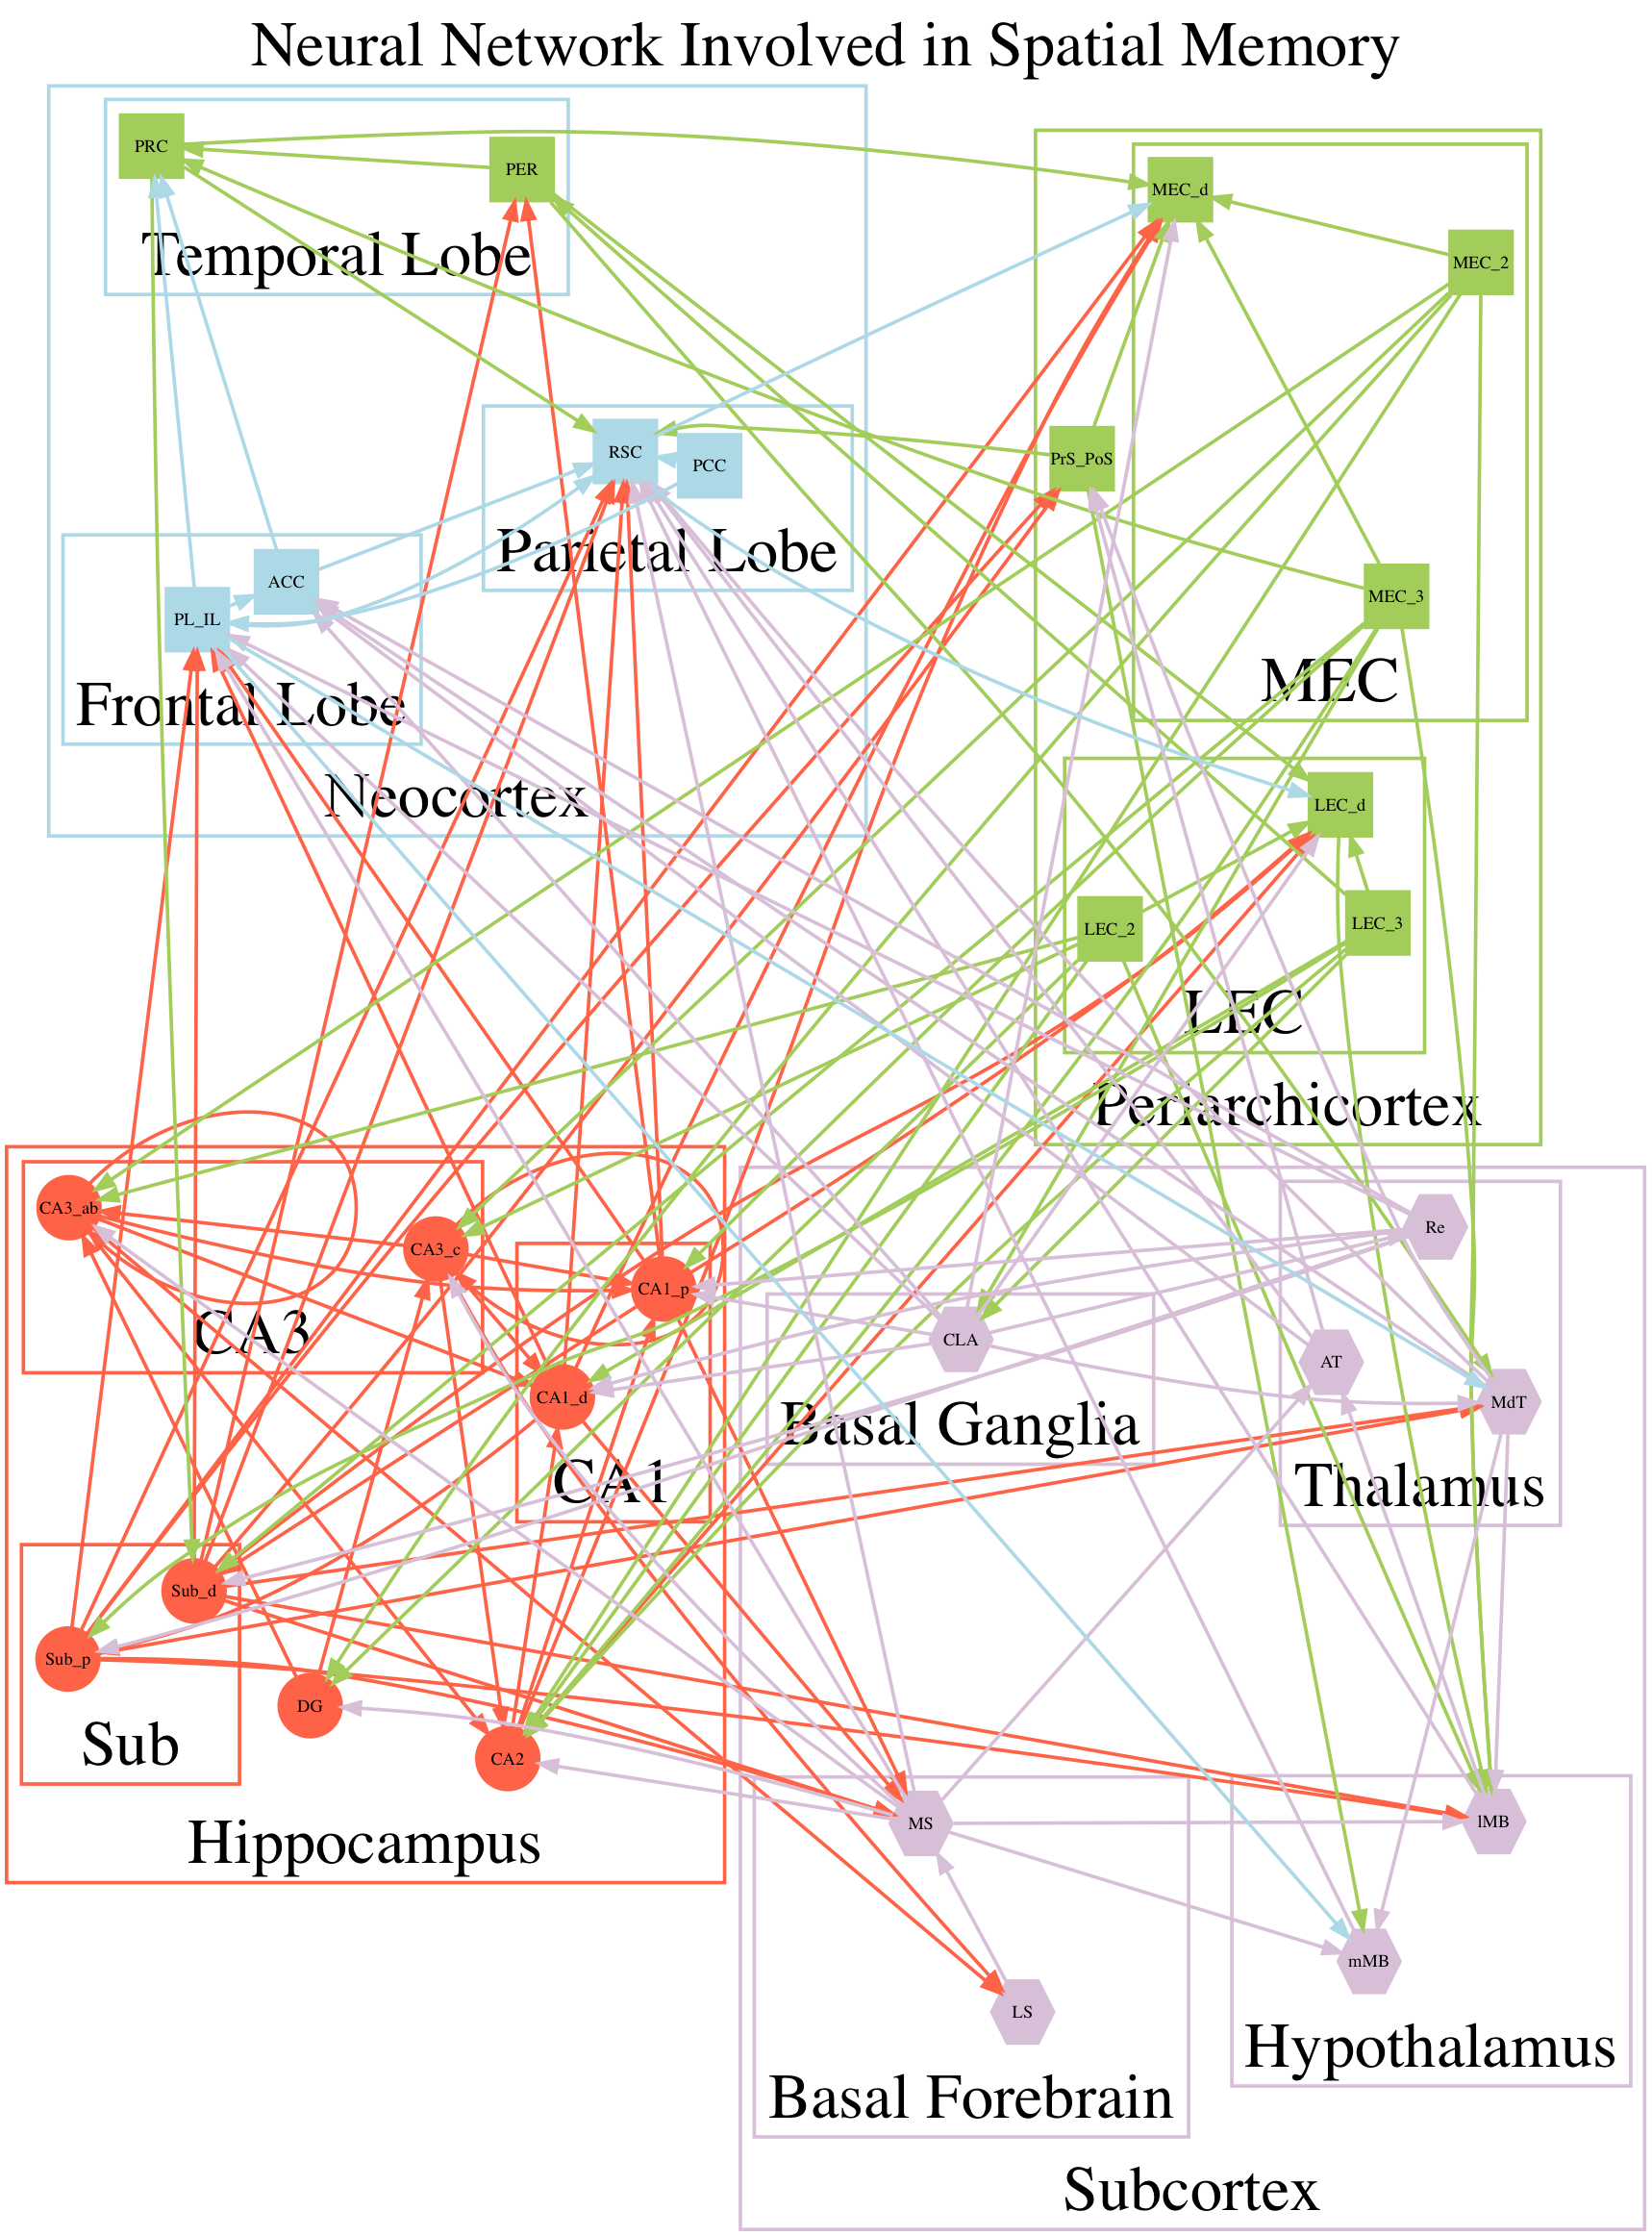 Neural Network Involved in Spatial Memory
PRC
PER
Temporal Lobe
MEC_d
MEC_2
RSC
PCC
PrS_PoS
Parietal Lobe
ACC
PL_IL
MEC_3
MEC
Frontal Lobe
Neocortex
LEC_d
LEC_2
LEC_3
LEC
Periarchicortex
CA3_ab
CA3_c
CA1_p
CA3
CA1_d
CA1
Re
CLA
AT
MdT
Basal Ganglia
Thalamus
Sub_d
Sub_p
DG
Sub
CA2
Hippocampus
MS
lMB
mMB
LS
Hypothalamus
Basal Forebrain
Subcortex